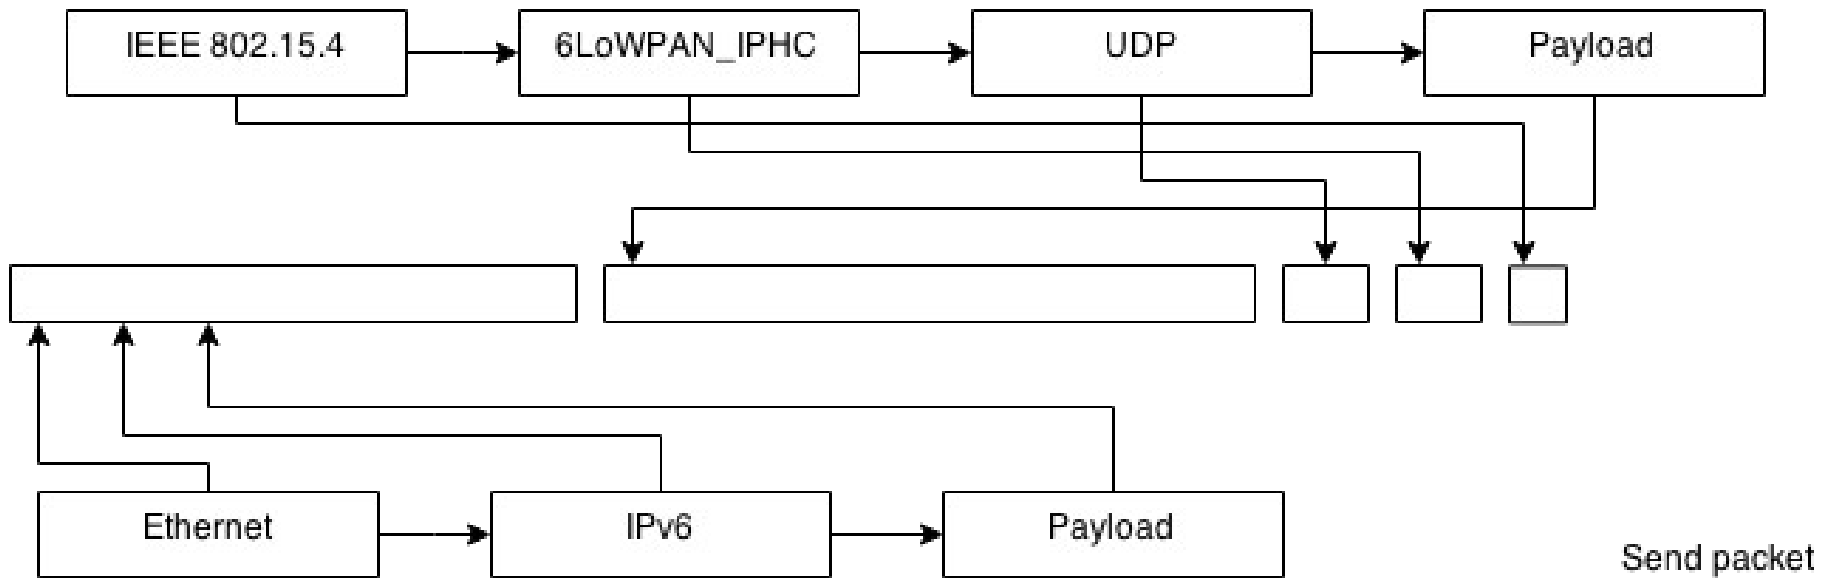 IEEE 802.15.4
6LoWPAN_IPHC
UDP
Payload
Ethernet
IPv6
Payload
Send packet